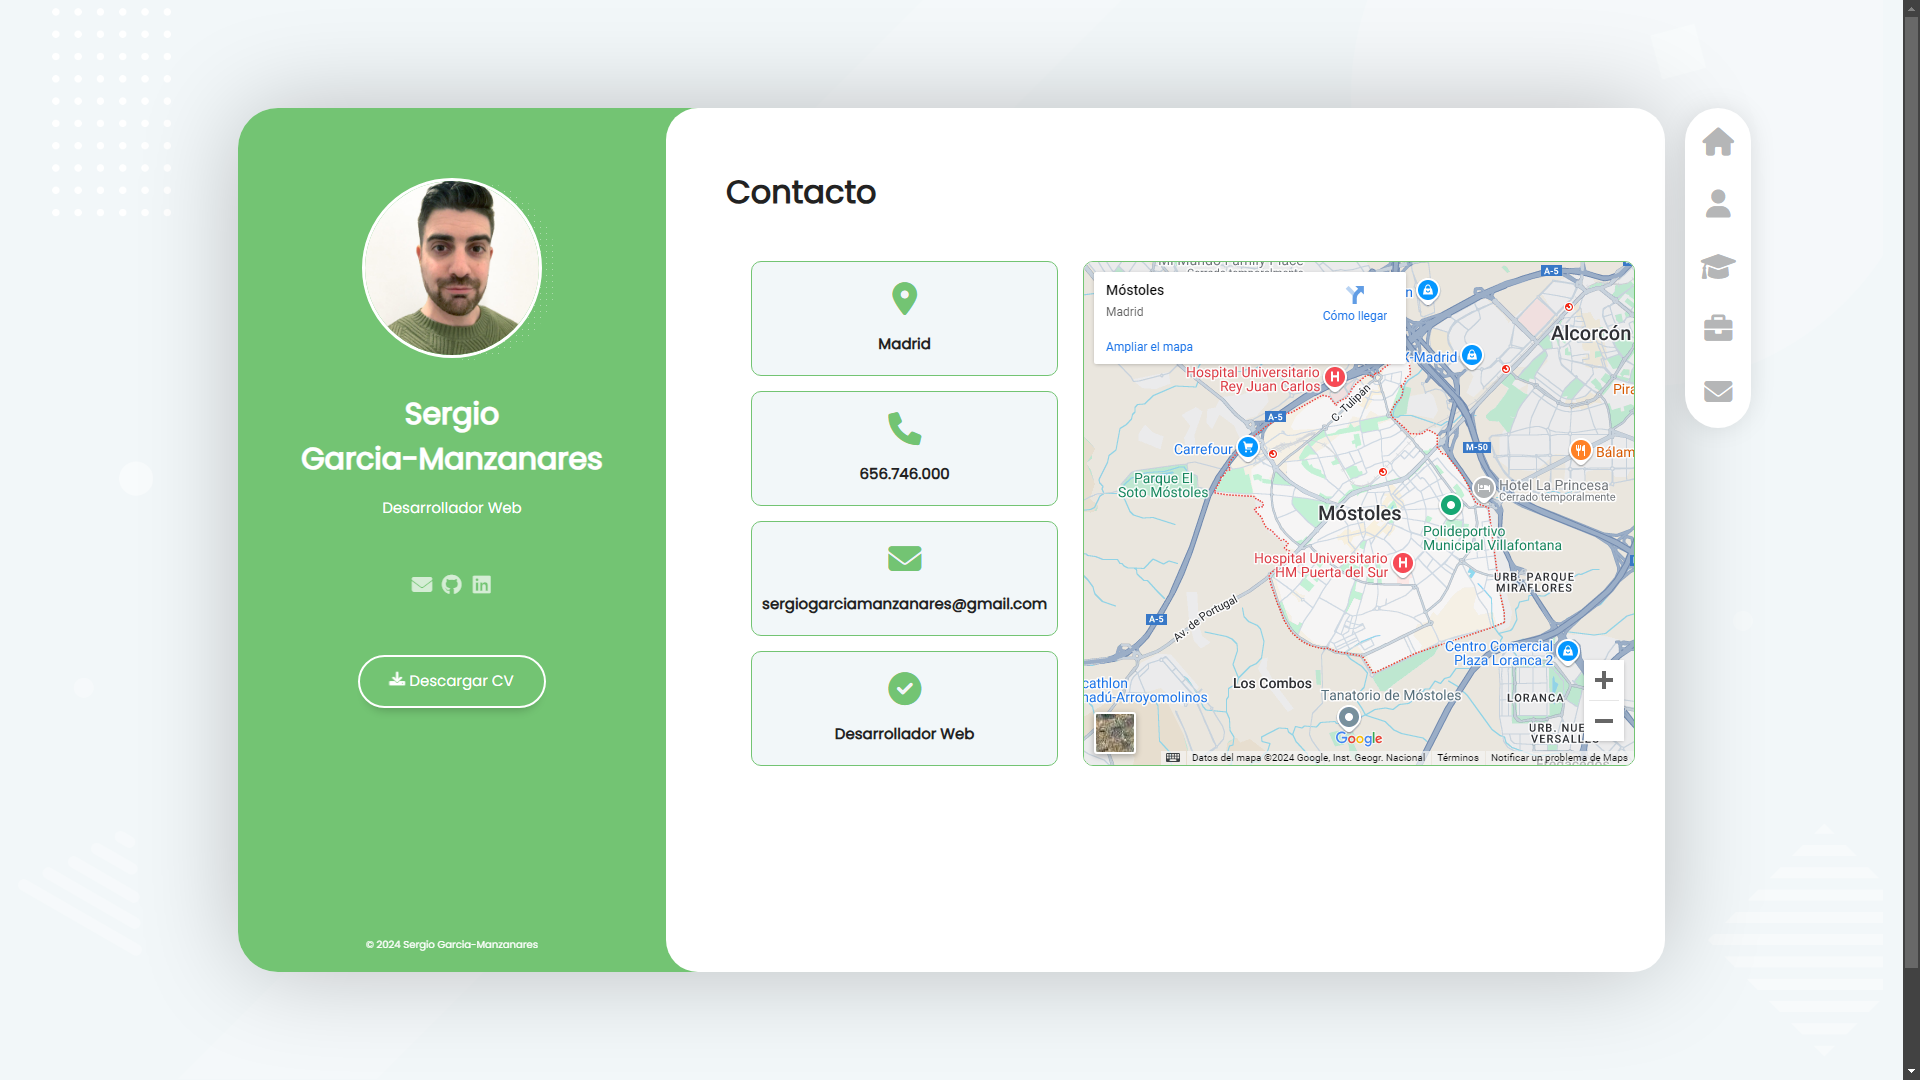 Sergio
Garcia-Manzanares
Desarrollador Web
Descargar CV
© 2024 Sergio Garcia-Manzanares
Contacto
Madrid
656.746.000
sergiogarciamanzanares@gmail.com
Desarrollador Web
Móstoles
Madrid
Ampliar el mapa
Cómo llegar
A-5
Alcorcón
X-Madrid
Hospital Universitario
Rey Juan Carlos
C. Tulipán
A-5
M-50
Carrefour
Bálam
Parque El
Soto Móstoles
Hotel La Princesa
Cerrado temporalmente
Móstoles
Polideportivo
Municipal Villafontana
Hospital Universitario
HM Puerta del Sur
URB. PARQUE
MIRAFLORES
Av. de Portugal
A-5
Centro Comercial
Plaza Loranca 2
cathlon
nadú-Arroyomolinos
Los Combos
Tanatorio de Móstoles
LORANCA
URB. NUE
VERSALLES
Google
Datos del mapa ©2024 Google, Inst. Geogr. Nacional
Términos
Notificar un problema de Maps